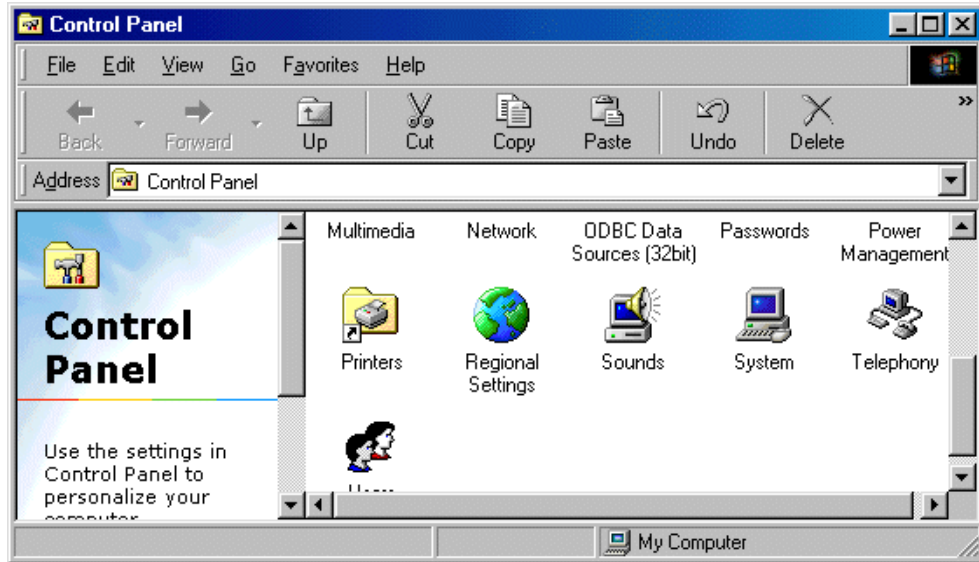 Control Panel
File Edit View Go Favorites Help
Back Forward Up Cut Copy Paste Undo Delete »
Address Control Panel
Control
Panel
Use the settings in
Control Panel to
personalize your
computer
Multimedia Network ODBC Data Passwords Power
Sources (32bit) Management
Printers Regional Sounds System Telephony
Settings
My Computer